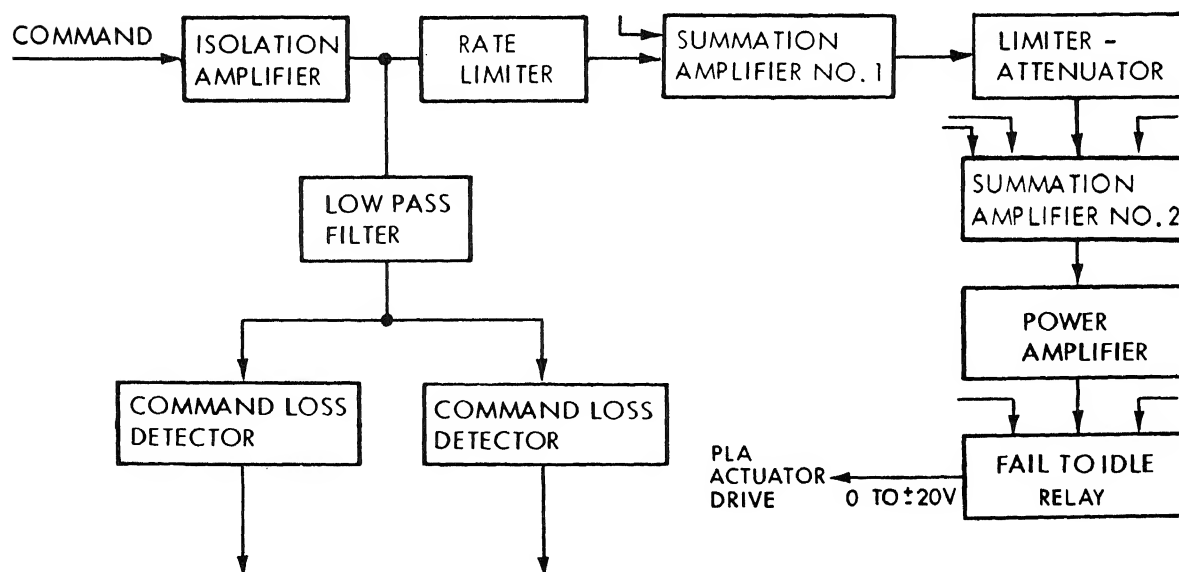 COMMAND
ISOLATION
AMPLIFIER
RATE
LIMITER
SUMMATION
AMPLIFIER NO. 1
LIMITER -
ATTENUATOR
SUMMATION
AMPLIFIER NO. 2
LOW PASS
FILTER
POWER
AMPLIFIER
COMMAND LOSS
DETECTOR
COMMAND LOSS
DETECTOR
PLA
ACTUATOR
DRIVE
0 TO ±20V
FAIL TO IDLE
RELAY